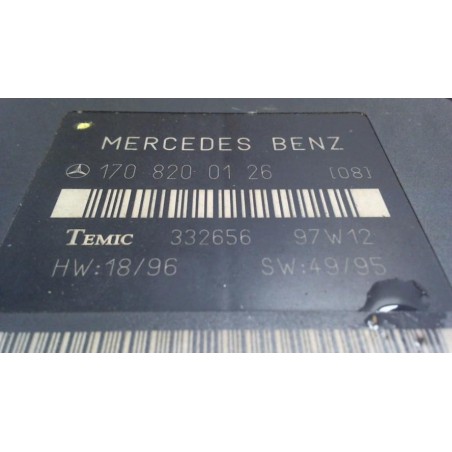 MERCEDES BENZ
170 820 01 26 [08]
TEMIC 332656 97W12
HW:18/96 SW:49/95